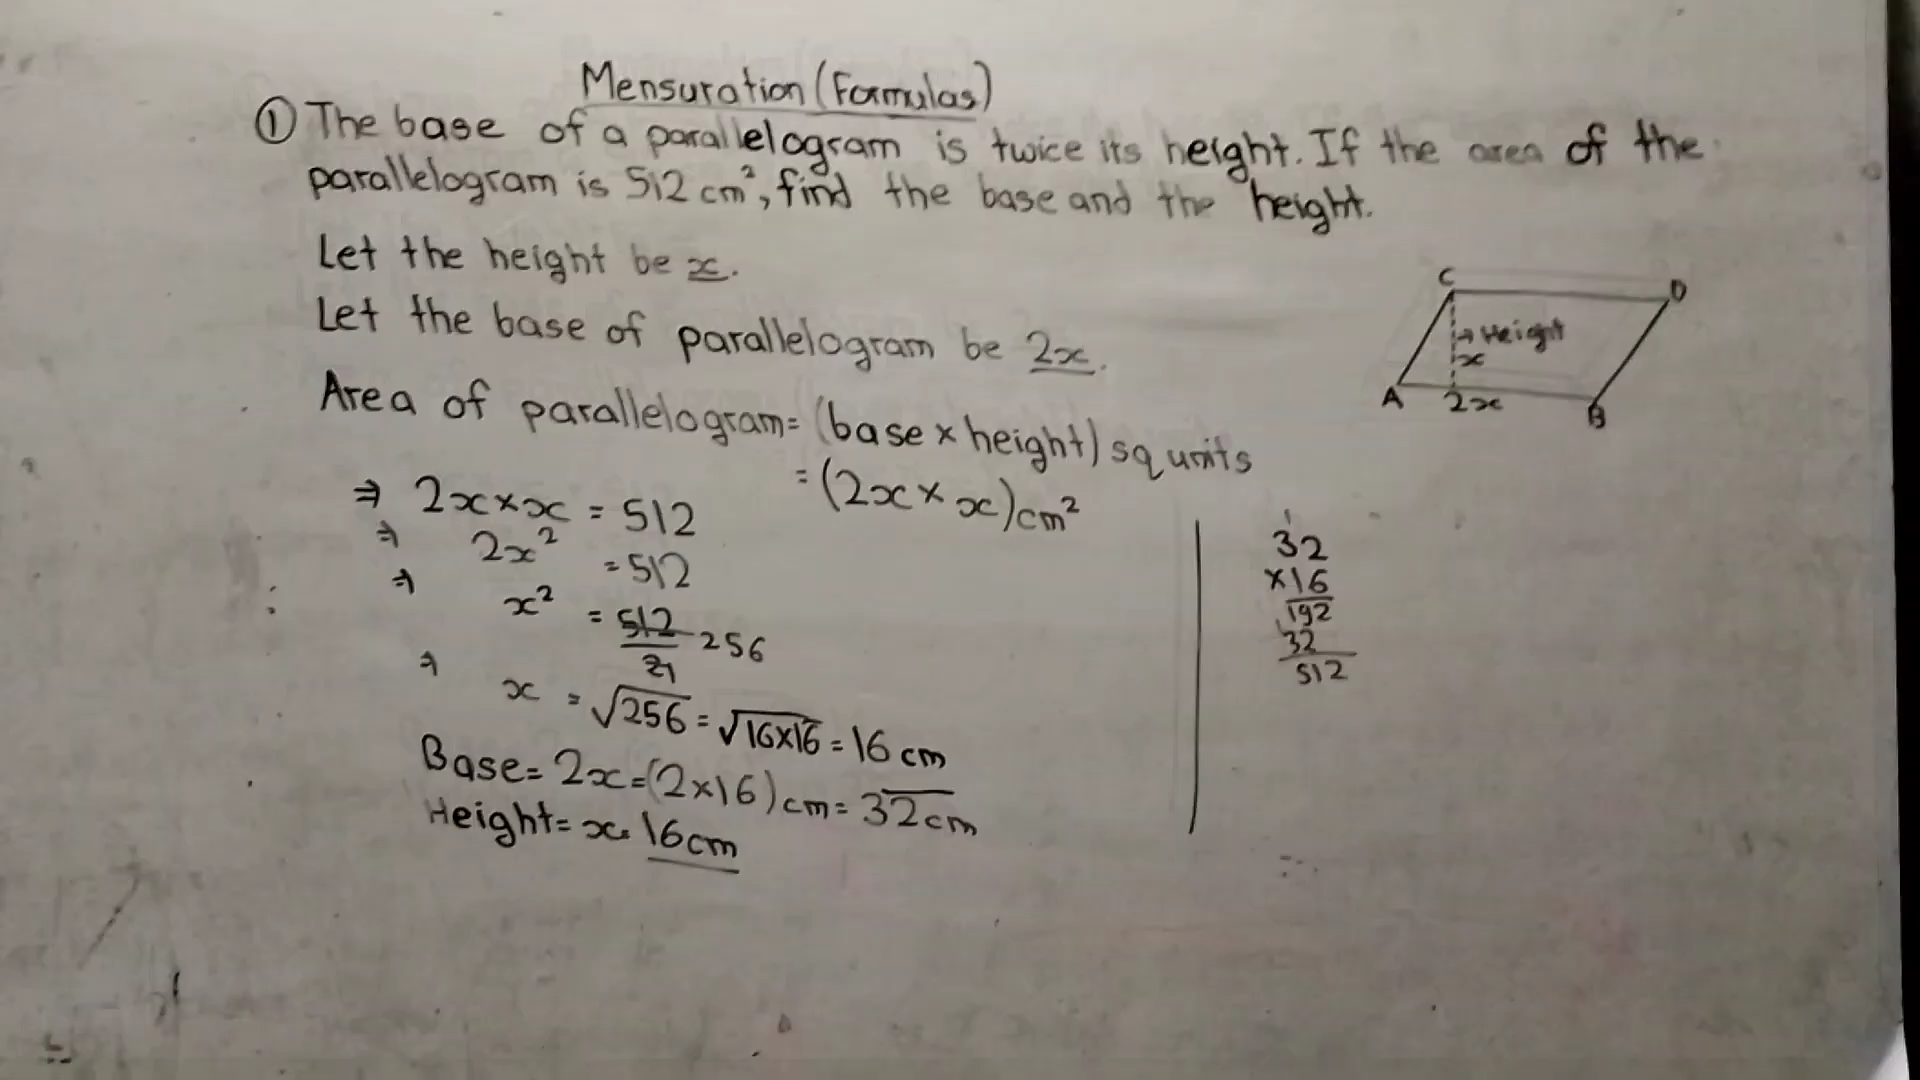 Mensuration (Formulas)
① The base of a parallelogram is twice its height. If the area of the
parallelogram is 512 cm², find the base and the height.
Let the height be x.
Let the base of parallelogram be 2x.
C D
→ Height
x
A 2x B
Area of parallelogram = (base × height) sq units
= (2x × x) cm²
⇒ 2x × x = 512
⇒ 2x² = 512
⇒ x² = 512/2 256
1
⇒ x = √256 = √16×16 = 16 cm
Base = 2x = (2×16) cm = 32 cm
Height = x = 16 cm
1
32
×16
192
1
32
512